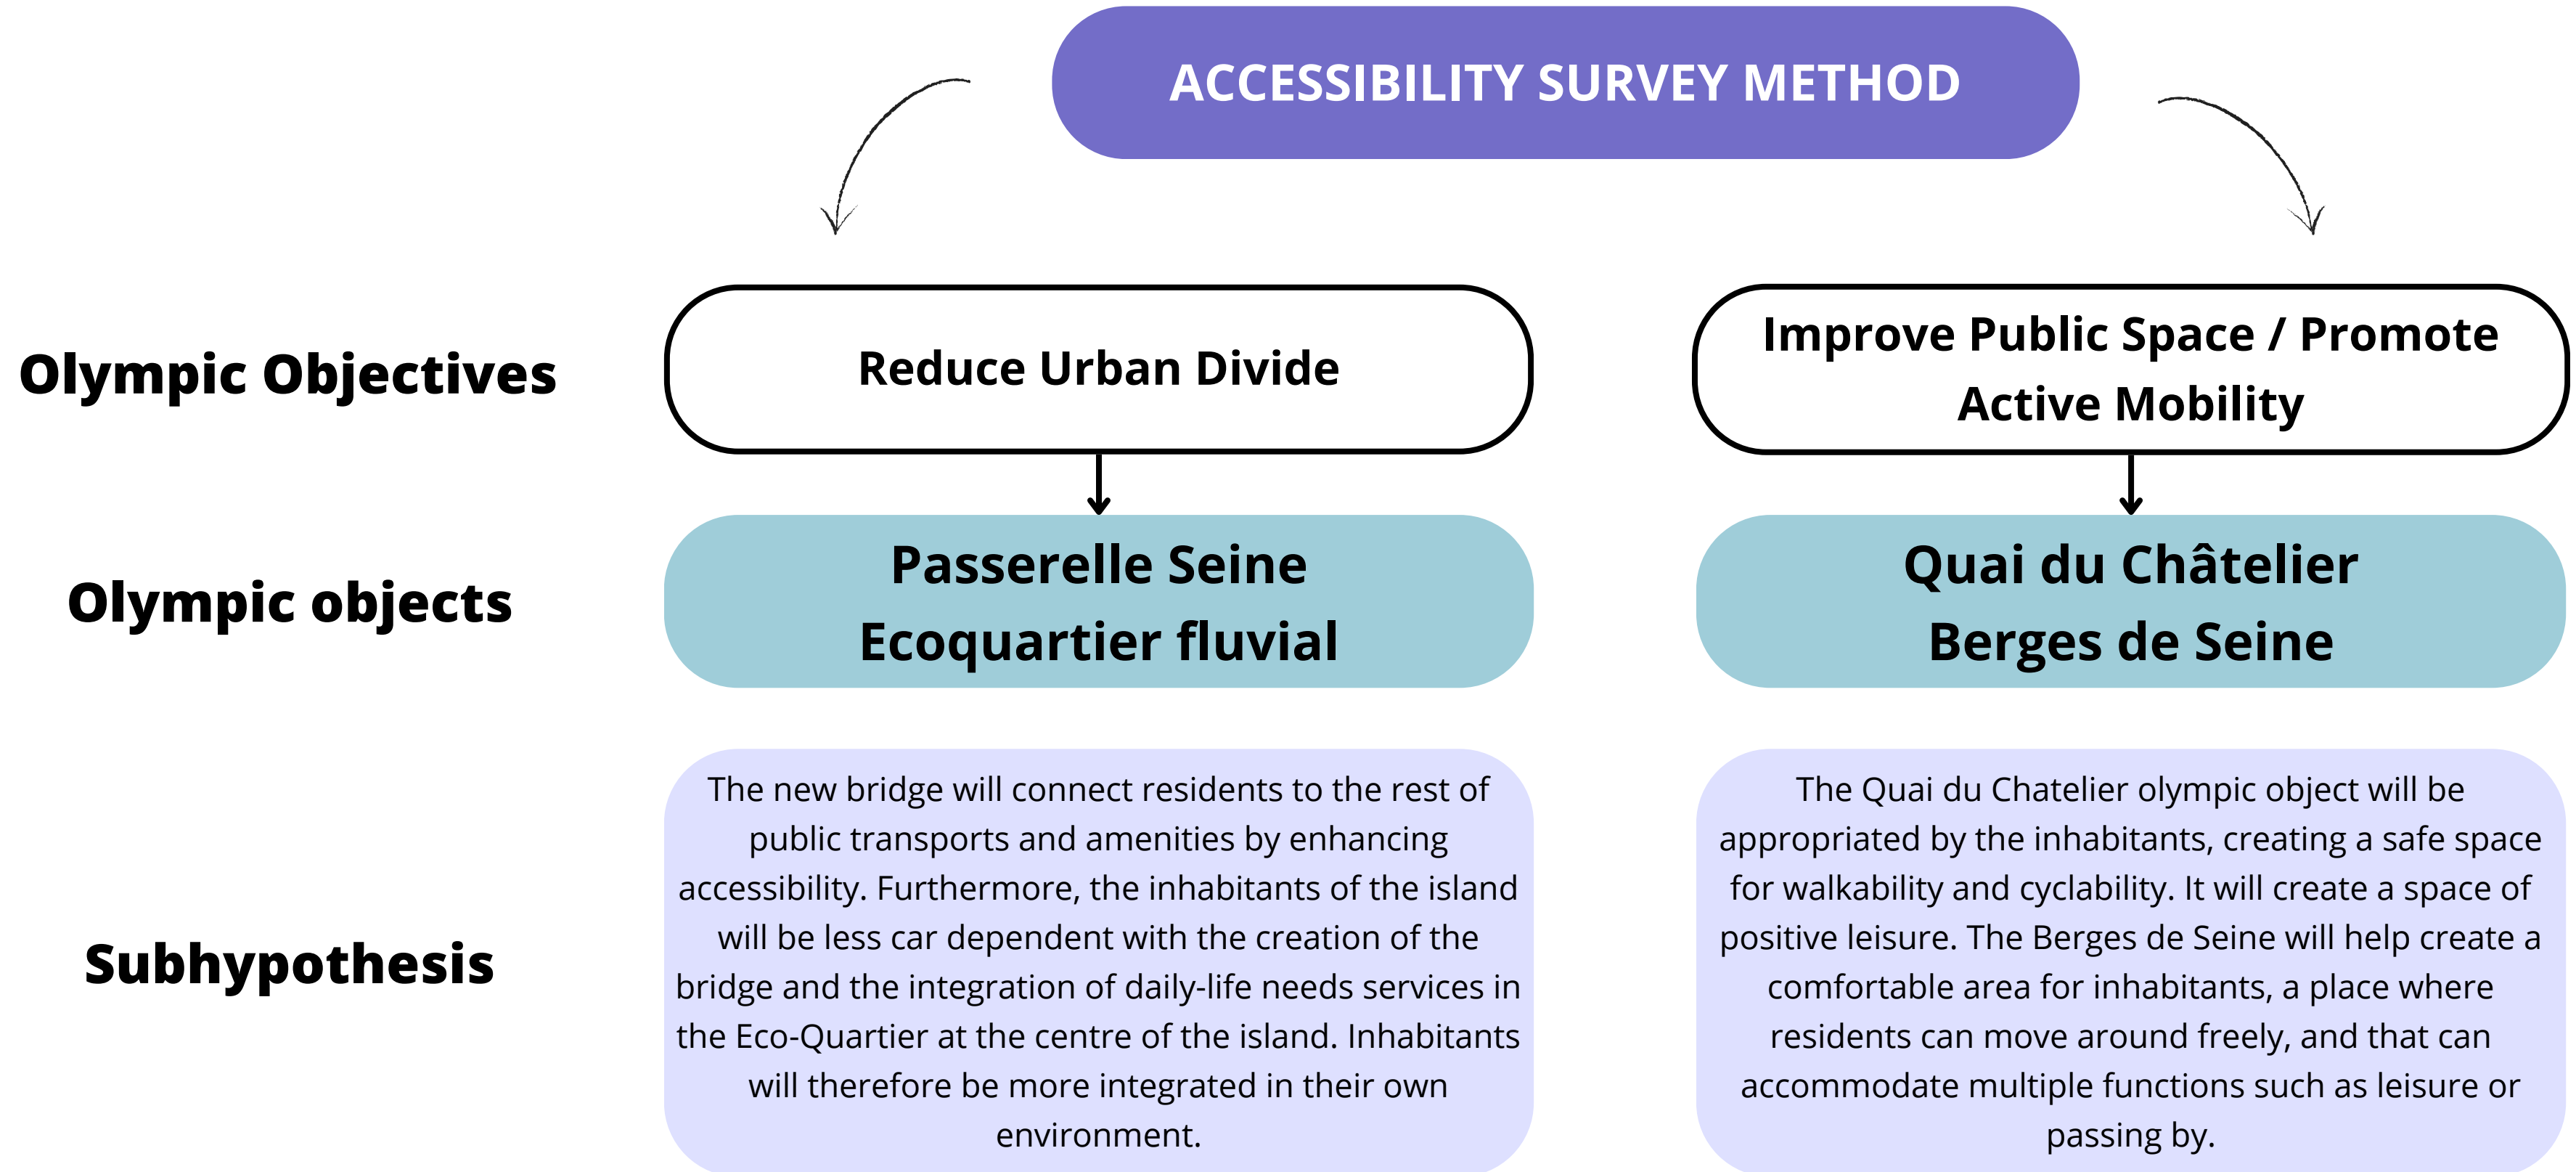 ACCESSIBILITY SURVEY METHOD
Olympic Objectives
Reduce Urban Divide
Improve Public Space / Promote
Active Mobility
Olympic objects
Passerelle Seine
Ecoquartier fluvial
Quai du Châtelier
Berges de Seine
Subhypothesis
The new bridge will connect residents to the rest of
public transports and amenities by enhancing
accessibility. Furthermore, the inhabitants of the island
will be less car dependent with the creation of the
bridge and the integration of daily-life needs services in
the Eco-Quartier at the centre of the island. Inhabitants
will therefore be more integrated in their own
environment.
The Quai du Chatelier olympic object will be
appropriated by the inhabitants, creating a safe space
for walkability and cyclability. It will create a space of
positive leisure. The Berges de Seine will help create a
comfortable area for inhabitants, a place where
residents can move around freely, and that can
accommodate multiple functions such as leisure or
passing by.